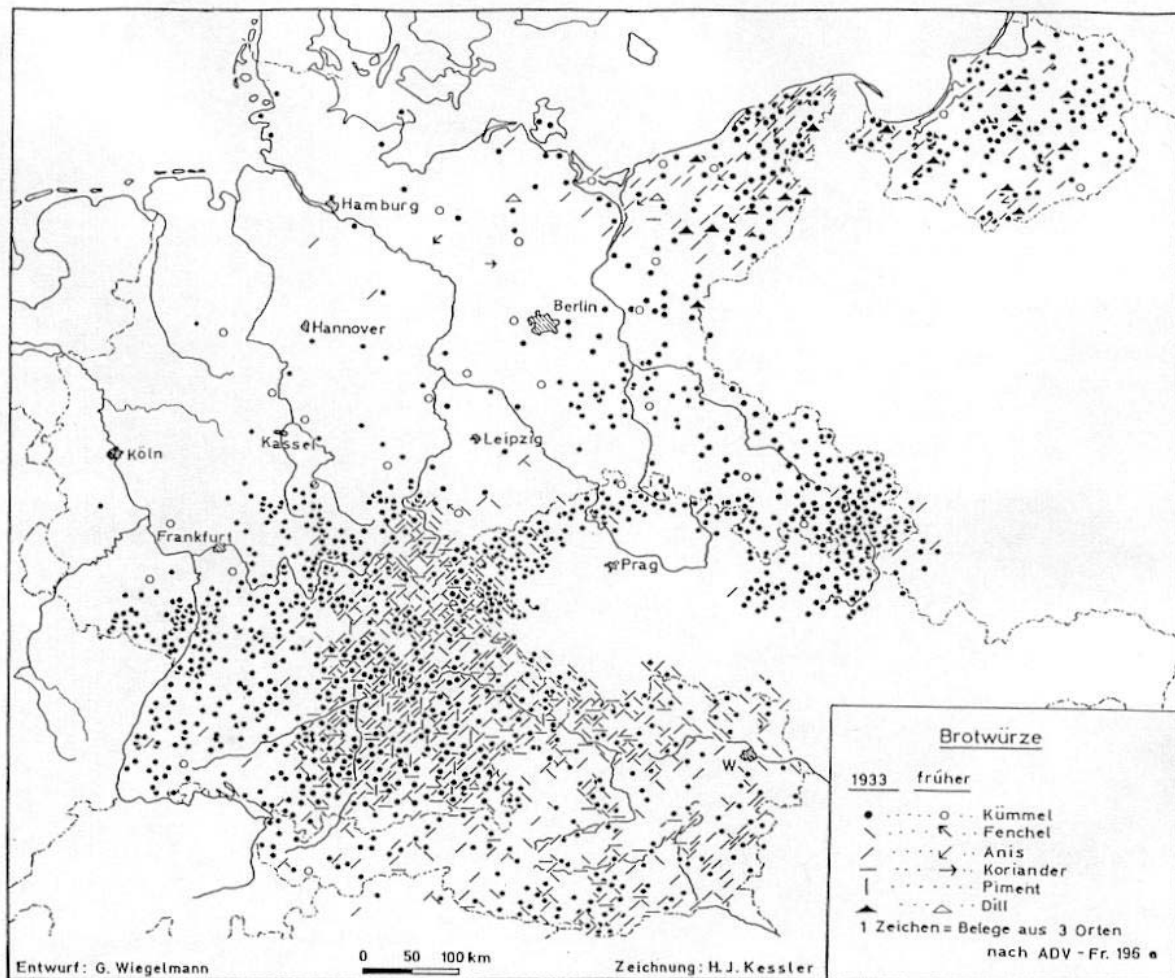 Hamburg
Berlin
Hannover
Leipzig
Kassel
Köln
Frankfurt
Prag
W
Brotwürze
1933 früher
Kümmel
Fenchel
Anis
Koriander
Piment
Dill
1 Zeichen = Belege aus 3 Orten
nach ADV - Fr. 196 e
Entwurf: G. Wiegelmann 0 50 100 km Zeichnung: H.J. Kessler